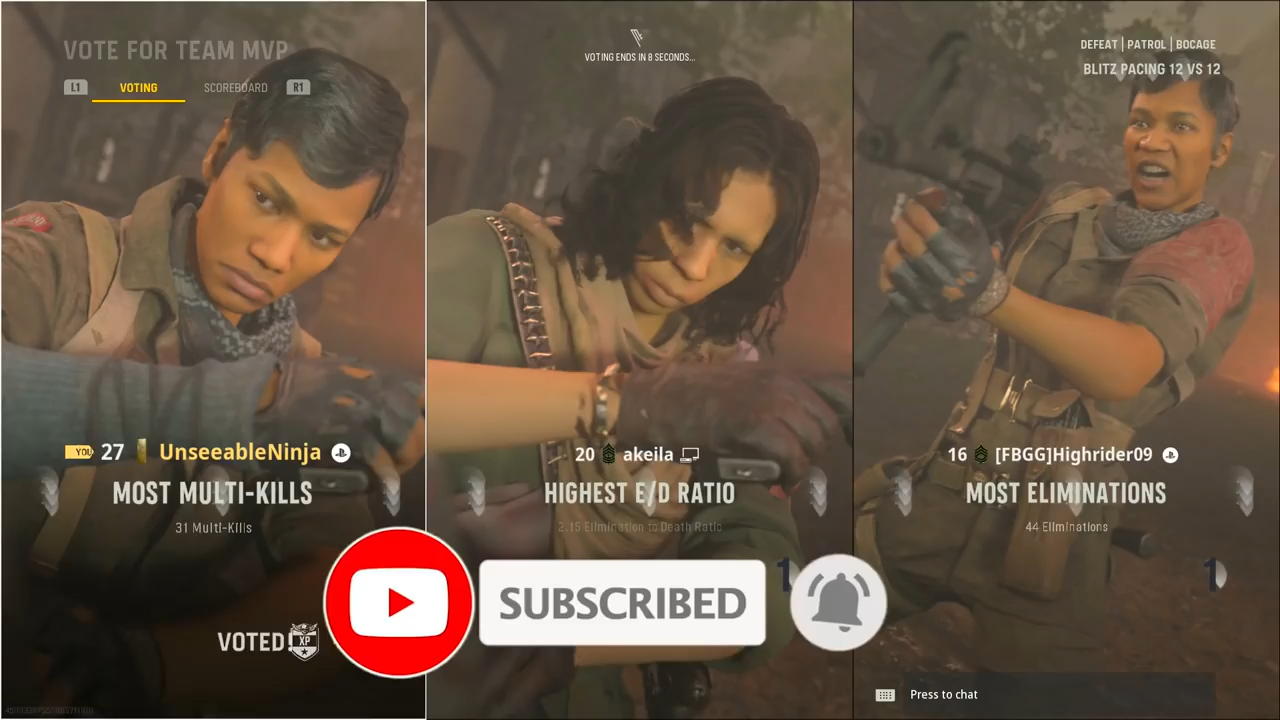 VOTE FOR TEAM MVP
L1 VOTING SCOREBOARD R1
VOTING ENDS IN 8 SECONDS...
DEFEAT | PATROL | BOCAGE
BLITZ PACING 12 VS 12
YOU 27 UnseeableNinja
MOST MULTI-KILLS
31 Multi-Kills
20 akeila
HIGHEST E/D RATIO
2.15 Elimination to Death Ratio
16 [FBGG]Highrider09
MOST ELIMINATIONS
44 Eliminations
1
1
SUBSCRIBED
VOTED!
XP
Press to chat